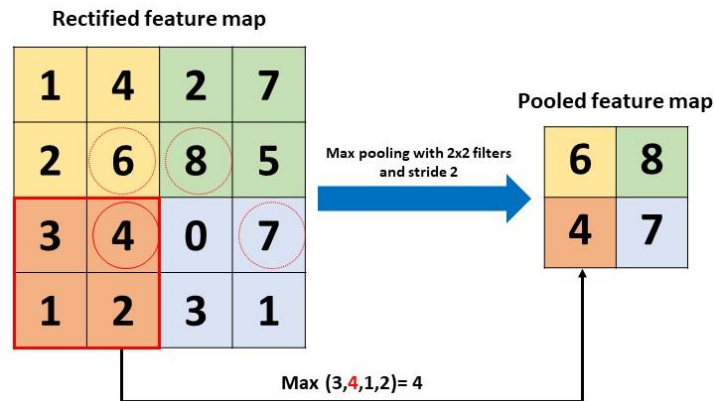 Rectified feature map
1 4 2 7
2 6 8 5
3 4 0 7
1 2 3 1
Max pooling with 2x2 filters
and stride 2
Pooled feature map
6 8
4 7
Max (3,4,1,2)= 4